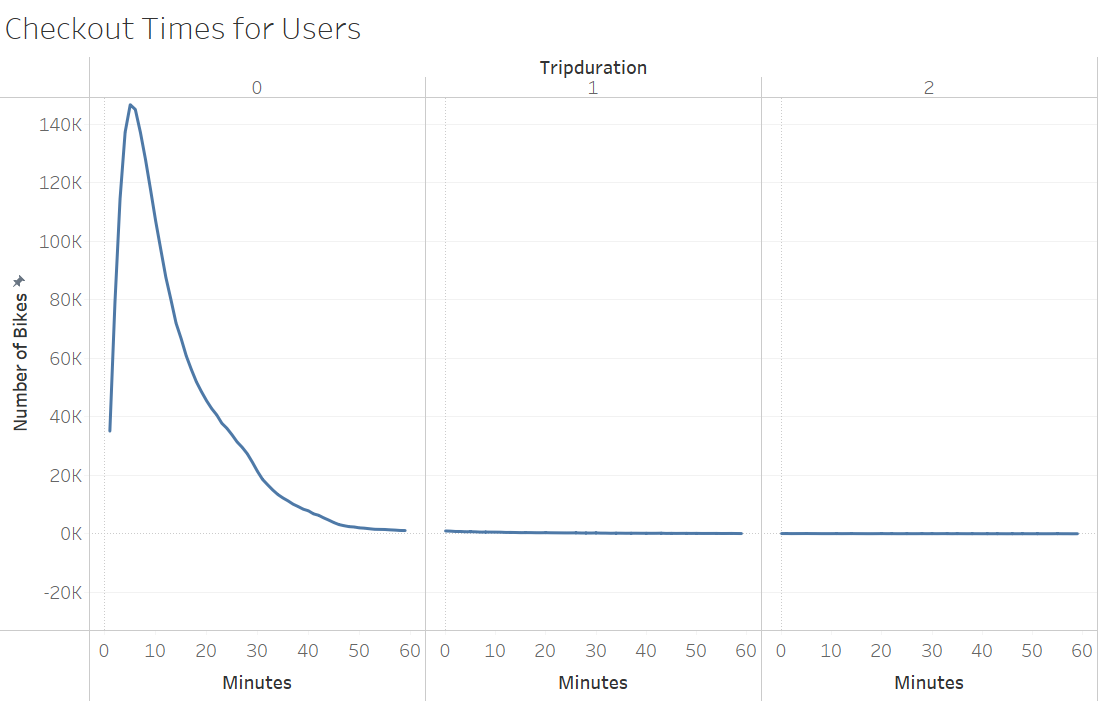 Checkout Times for Users
Tripduration
0 1 2
140K
120K
100K
80K
60K
40K
20K
0K
-20K
Number of Bikes
0 10 20 30 40 50 60 0 10 20 30 40 50 60 0 10 20 30 40 50 60
Minutes Minutes Minutes